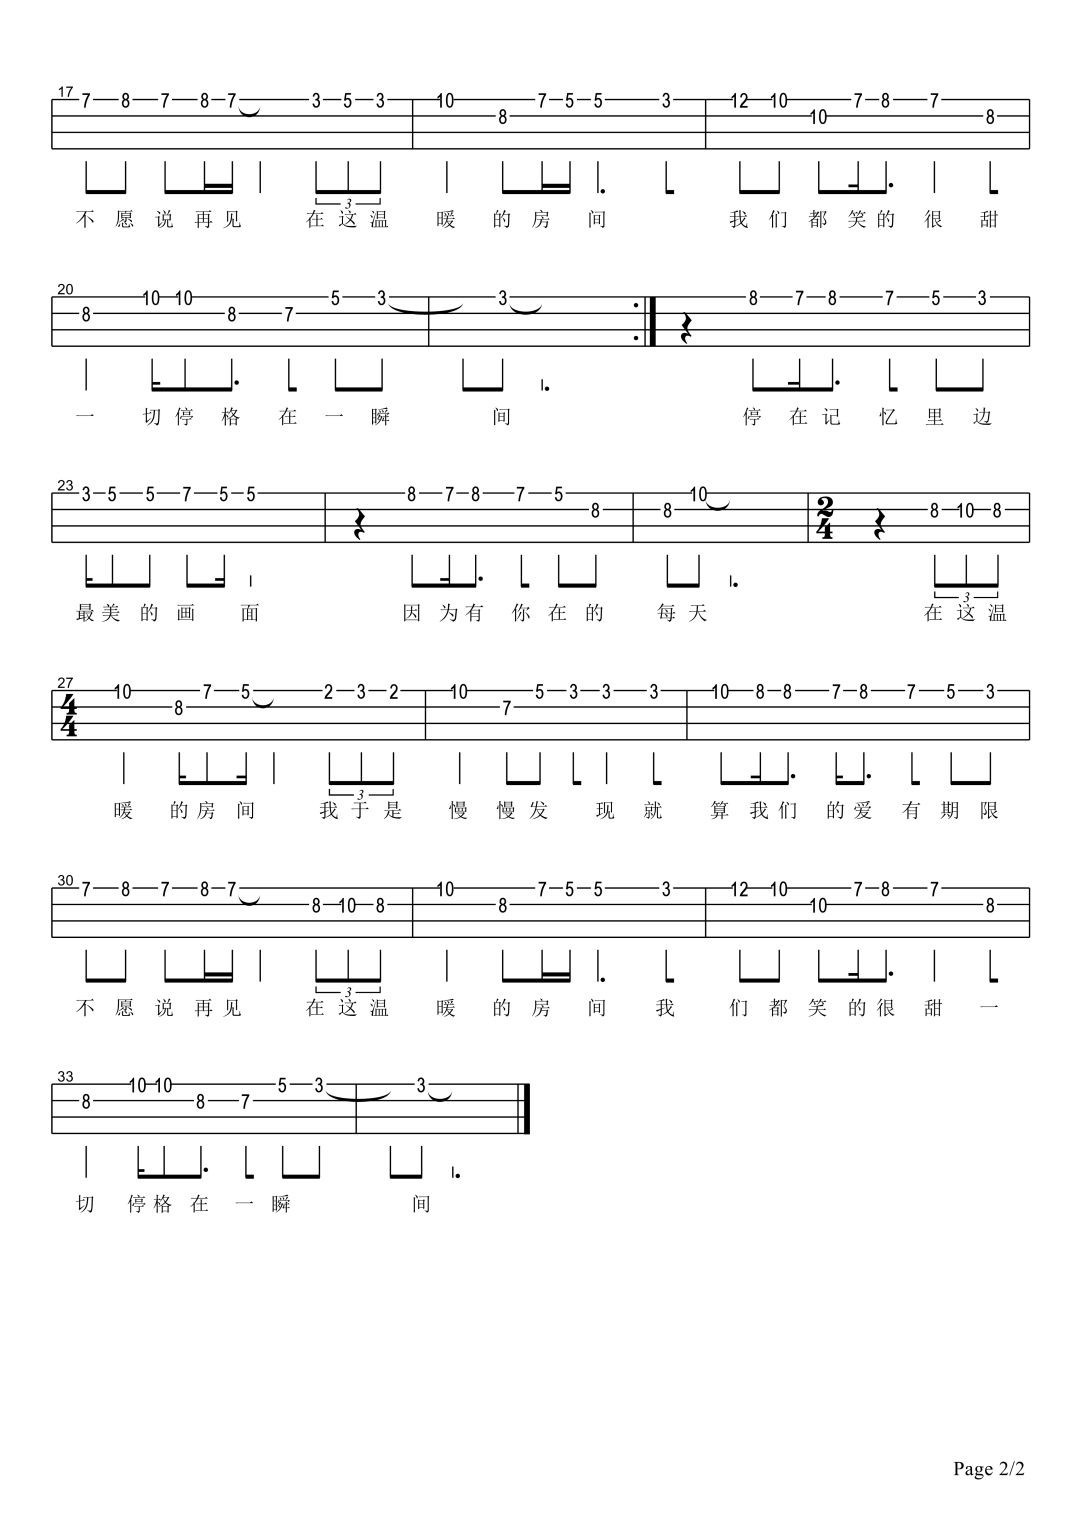 17 7 8 7 8 7 3 5 3 10 8 7 5 5 3 12 10 10 7 8 7 8
3
不 愿 说 再 见 在 这 温 暖 的 房 间 我 们 都 笑 的 很 甜
20 8 10 10 8 7 5 3 3 8 7 8 7 5 3
一 切 停 格 在 一 瞬 间 停 在 记 忆 里 边
23 3 5 5 7 5 5 8 7 8 7 5 8 8 10 2 4 8 10 8
3
最 美 的 画 面 因 为 有 你 在 的 每 天 在 这 温
27 4 4 10 8 7 5 2 3 2 10 7 5 3 3 3 10 8 8 7 8 7 5 3
3
暖 的 房 间 我 于 是 慢 慢 发 现 就 算 我 们 的 爱 有 期 限
30 7 8 7 8 7 8 10 8 10 8 7 5 5 3 12 10 10 7 8 7 8
3
不 愿 说 再 见 在 这 温 暖 的 房 间 我 们 都 笑 的 很 甜 一
33 8 10 10 8 7 5 3 3
切 停 格 在 一 瞬 间
Page 2/2